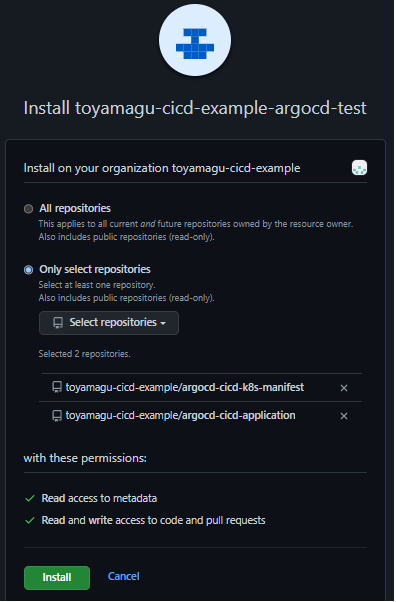 Install toyamagu-cicd-example-argocd-test
Install on your organization toyamagu-cicd-example
All repositories
This applies to all current and future repositories owned by the resource owner.
Also includes public repositories (read-only).
Only select repositories
Select at least one repository.
Also includes public repositories (read-only).
Select repositories
Selected 2 repositories.
toyamagu-cicd-example/argocd-cicd-k8s-manifest
toyamagu-cicd-example/argocd-cicd-application
with these permissions:
Read access to metadata
Read and write access to code and pull requests
Install Cancel